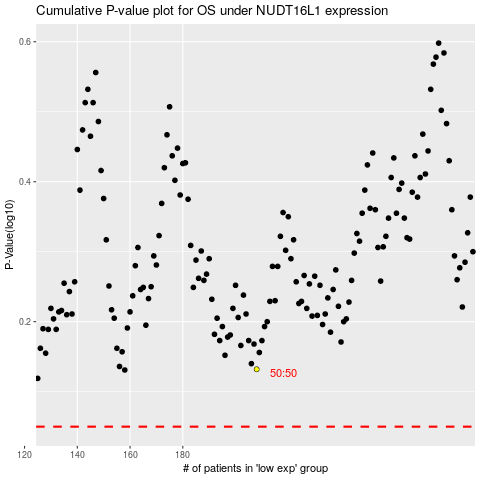 Cumulative P-value plot for OS under NUDT16L1 expression
0.6
0.4
0.2
P-Value(log10)
50:50
120 140 160 180
# of patients in 'low exp' group